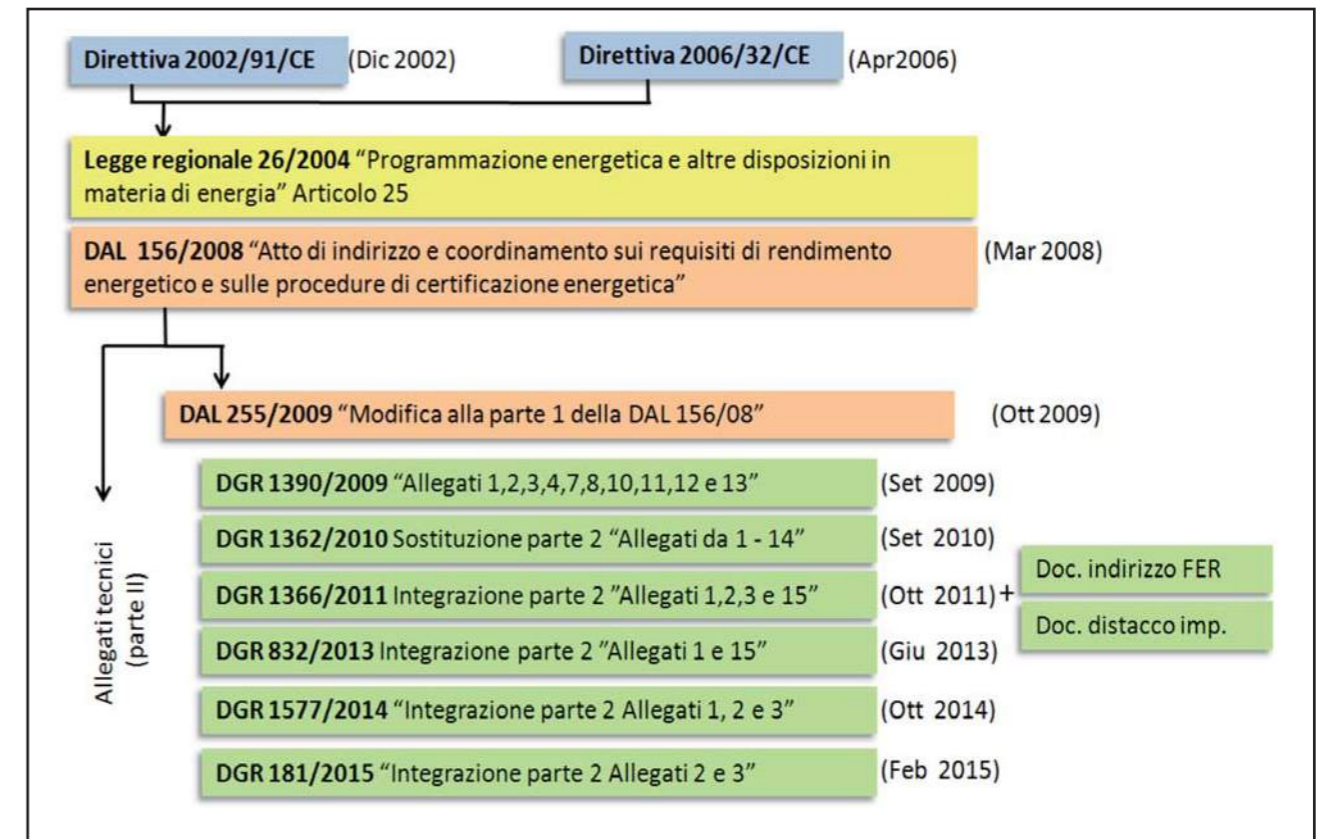 Direttiva 2002/91/CE (Dic 2002)
Direttiva 2006/32/CE (Apr2006)
Legge regionale 26/2004 “Programmazione energetica e altre disposizioni in
materia di energia” Articolo 25
DAL 156/2008 “Atto di indirizzo e coordinamento sui requisiti di rendimento
energetico e sulle procedure di certificazione energetica”
(Mar 2008)
DAL 255/2009 “Modifica alla parte 1 della DAL 156/08”
(Ott 2009)
Allegati tecnici
(parte II)
DGR 1390/2009 “Allegati 1,2,3,4,7,8,10,11,12 e 13” (Set 2009)
DGR 1362/2010 Sostituzione parte 2 “Allegati da 1 - 14” (Set 2010)
DGR 1366/2011 Integrazione parte 2 ”Allegati 1,2,3 e 15” (Ott 2011)+
Doc. indirizzo FER
Doc. distacco imp.
DGR 832/2013 Integrazione parte 2 ”Allegati 1 e 15” (Giu 2013)
DGR 1577/2014 “Integrazione parte 2 Allegati 1, 2 e 3” (Ott 2014)
DGR 181/2015 “Integrazione parte 2 Allegati 2 e 3” (Feb 2015)